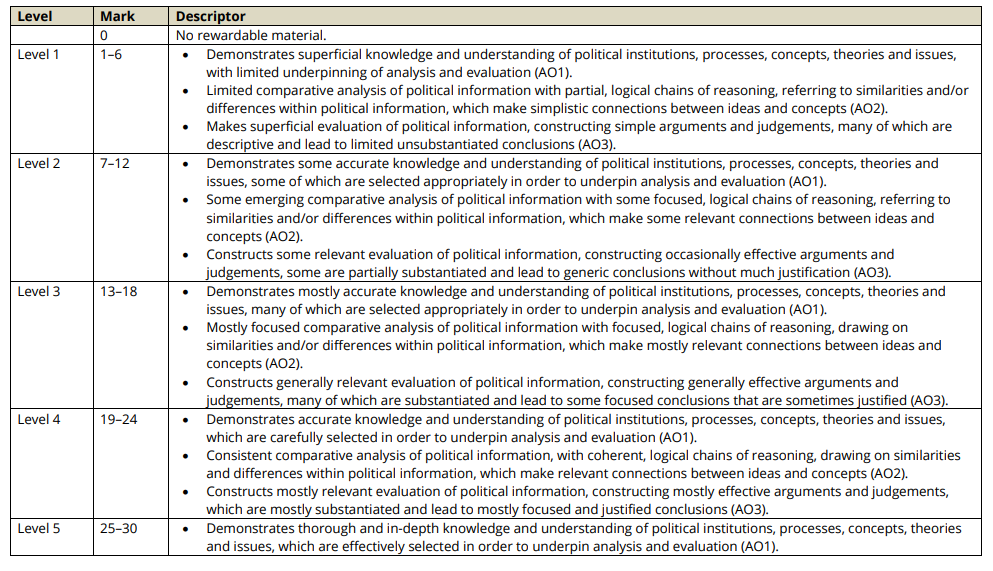 Level Mark Descriptor
0 No rewardable material.
Level 1 1–6 • Demonstrates superficial knowledge and understanding of political institutions, processes, concepts, theories and issues,
with limited underpinning of analysis and evaluation (AO1).
• Limited comparative analysis of political information with partial, logical chains of reasoning, referring to similarities and/or
differences within political information, which make simplistic connections between ideas and concepts (AO2).
• Makes superficial evaluation of political information, constructing simple arguments and judgements, many of which are
descriptive and lead to limited unsubstantiated conclusions (AO3).
Level 2 7–12 • Demonstrates some accurate knowledge and understanding of political institutions, processes, concepts, theories and
issues, some of which are selected appropriately in order to underpin analysis and evaluation (AO1).
• Some emerging comparative analysis of political information with some focused, logical chains of reasoning, referring to
similarities and/or differences within political information, which make some relevant connections between ideas and
concepts (AO2).
• Constructs some relevant evaluation of political information, constructing occasionally effective arguments and
judgements, some are partially substantiated and lead to generic conclusions without much justification (AO3).
Level 3 13–18 • Demonstrates mostly accurate knowledge and understanding of political institutions, processes, concepts, theories and
issues, many of which are selected appropriately in order to underpin analysis and evaluation (AO1).
• Mostly focused comparative analysis of political information with focused, logical chains of reasoning, drawing on
similarities and/or differences within political information, which make mostly relevant connections between ideas and
concepts (AO2).
• Constructs generally relevant evaluation of political information, constructing generally effective arguments and
judgements, many of which are substantiated and lead to some focused conclusions that are sometimes justified (AO3).
Level 4 19–24 • Demonstrates accurate knowledge and understanding of political institutions, processes, concepts, theories and issues,
which are carefully selected in order to underpin analysis and evaluation (AO1).
• Consistent comparative analysis of political information, with coherent, logical chains of reasoning, drawing on similarities
and differences within political information, which make relevant connections between ideas and concepts (AO2).
• Constructs mostly relevant evaluation of political information, constructing mostly effective arguments and judgements,
which are mostly substantiated and lead to mostly focused and justified conclusions (AO3).
Level 5 25–30 • Demonstrates thorough and in-depth knowledge and understanding of political institutions, processes, concepts, theories
and issues, which are effectively selected in order to underpin analysis and evaluation (AO1).